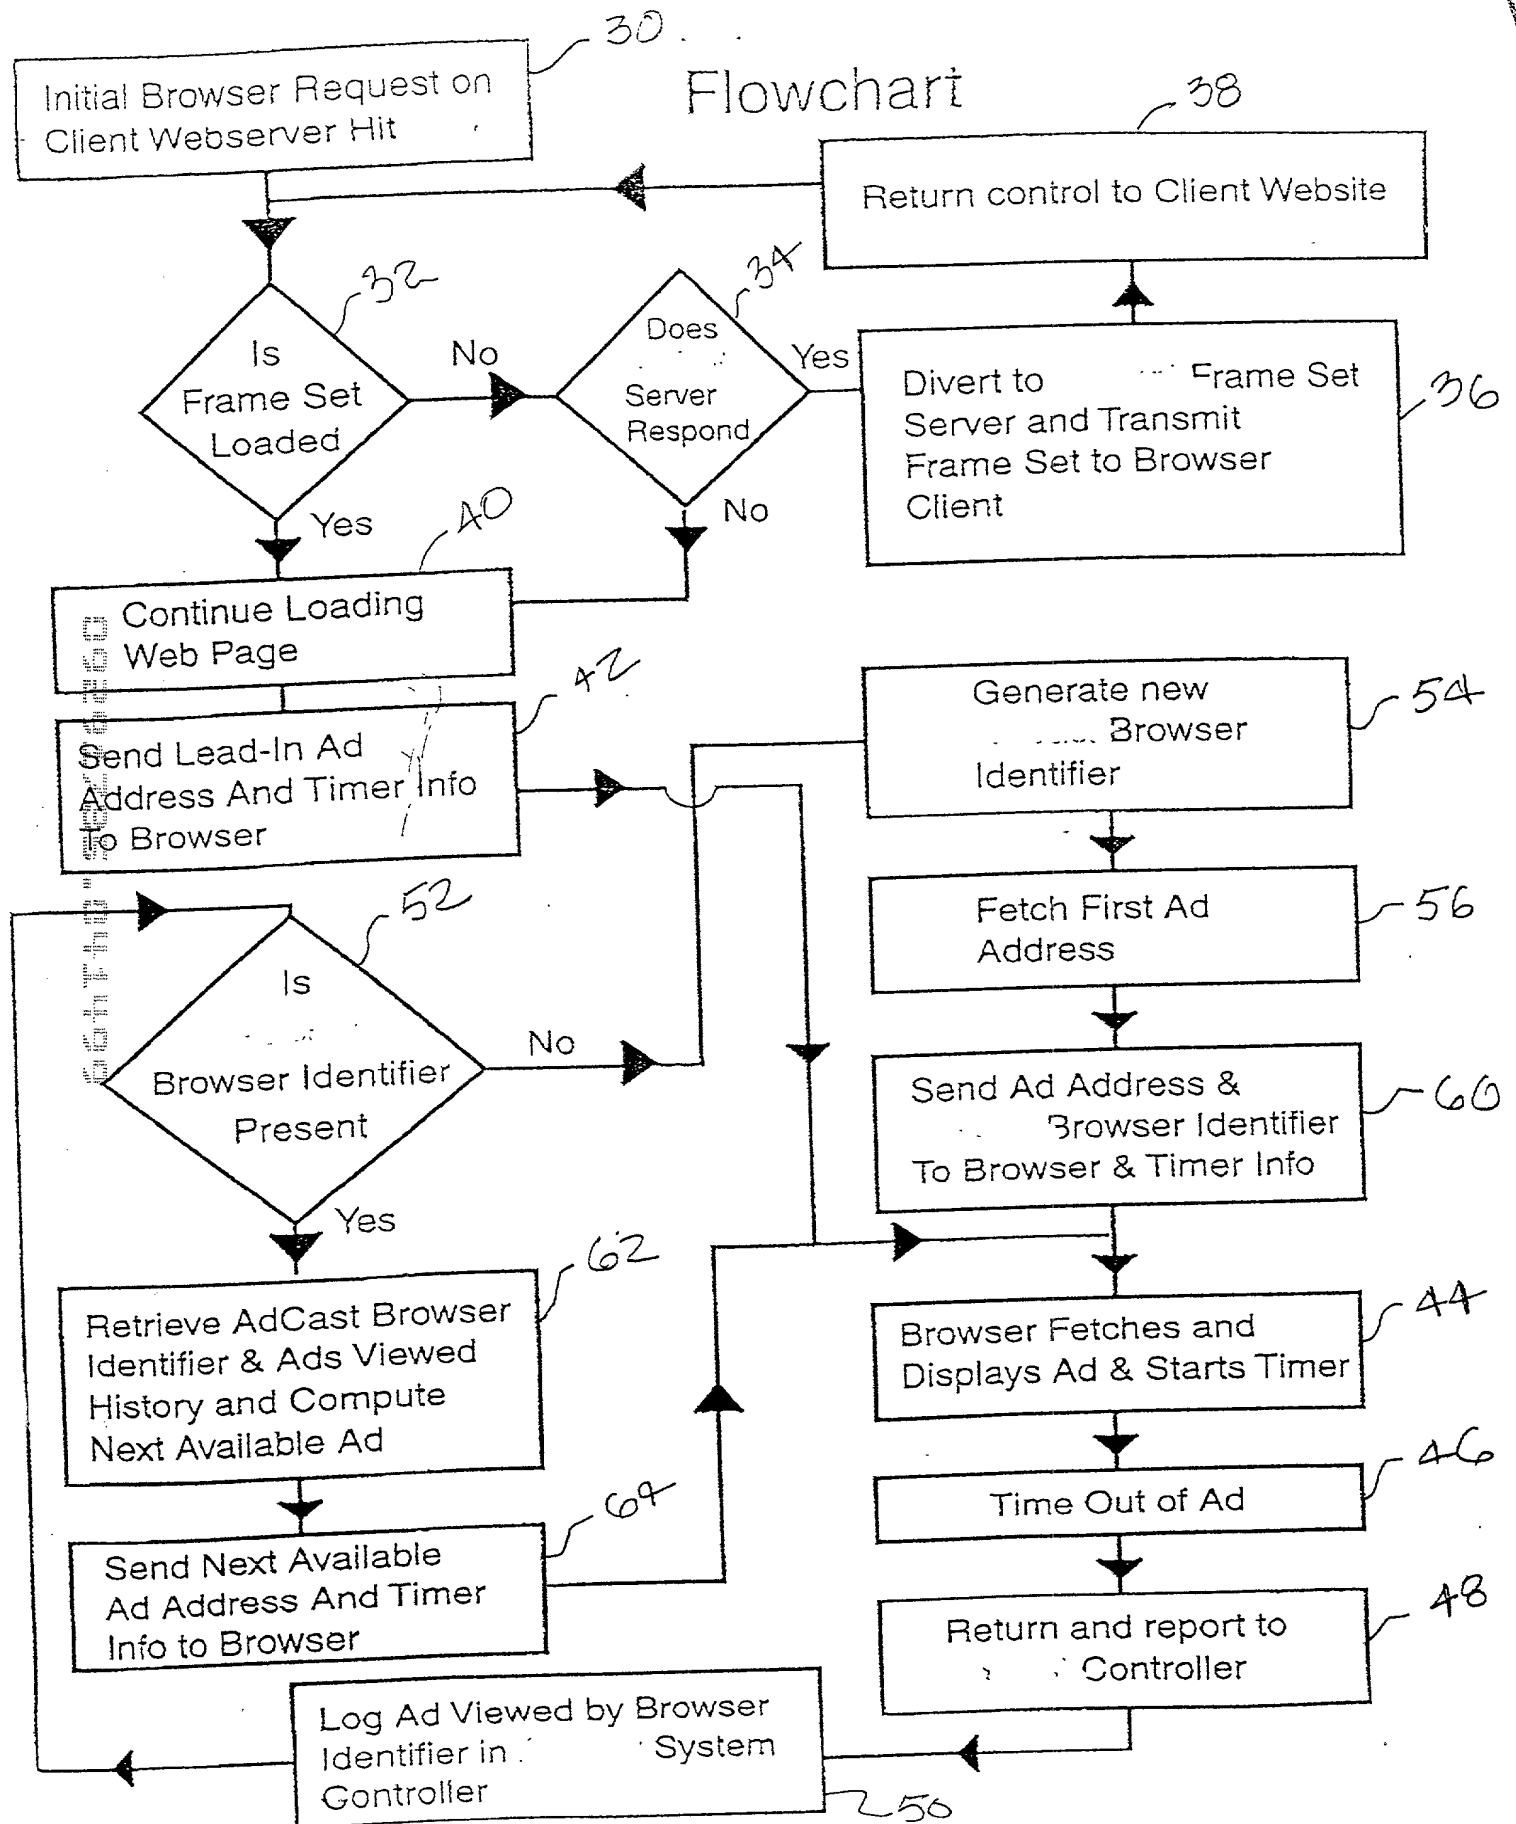 30
Flowchart
Initial Browser Request on
Client Webserver Hit
38
Return control to Client Website
32
Is
Frame Set
Loaded
No
Yes
34
Does
Server
Respond
Yes
No
Divert to Frame Set
Server and Transmit
Frame Set to Browser
Client
36
40
Continue Loading
Web Page
42
Send Lead-In Ad
Address And Timer Info
To Browser
Generate new
Browser
Identifier
54
52
Is
Browser Identifier
Present
No
Yes
Fetch First Ad
Address
56
Send Ad Address &
Browser Identifier
To Browser & Timer Info
60
62
Retrieve AdCast Browser
Identifier & Ads Viewed
History and Compute
Next Available Ad
Browser Fetches and
Displays Ad & Starts Timer
44
Time Out of Ad
46
64
Send Next Available
Ad Address And Timer
Info to Browser
Return and report to
Controller
48
Log Ad Viewed by Browser
Identifier in System
Controller
50